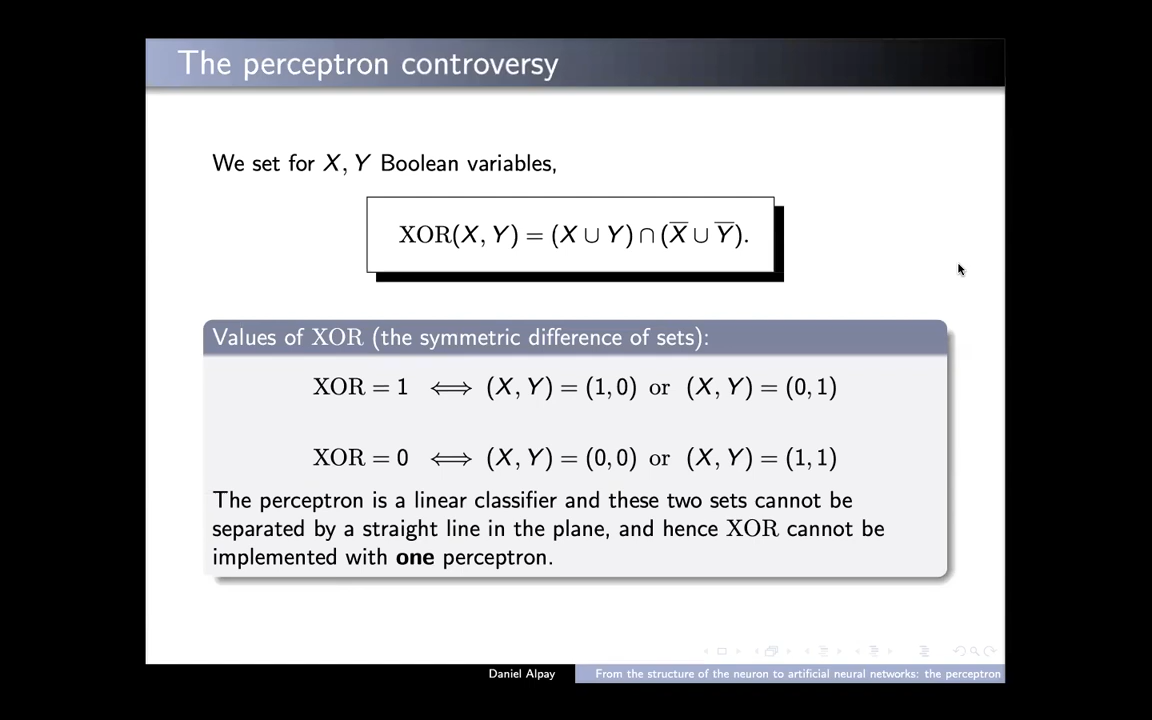 The perceptron controversy
We set for X, Y Boolean variables,
XOR(X, Y) = (X ∪ Y) ∩ (X̅ ∪ Y̅).
Values of XOR (the symmetric difference of sets):
XOR = 1 ⟺ (X, Y) = (1, 0) or (X, Y) = (0, 1)
XOR = 0 ⟺ (X, Y) = (0, 0) or (X, Y) = (1, 1)
The perceptron is a linear classifier and these two sets cannot be
separated by a straight line in the plane, and hence XOR cannot be
implemented with one perceptron.
Daniel Alpay
From the structure of the neuron to artificial neural networks: the perceptron